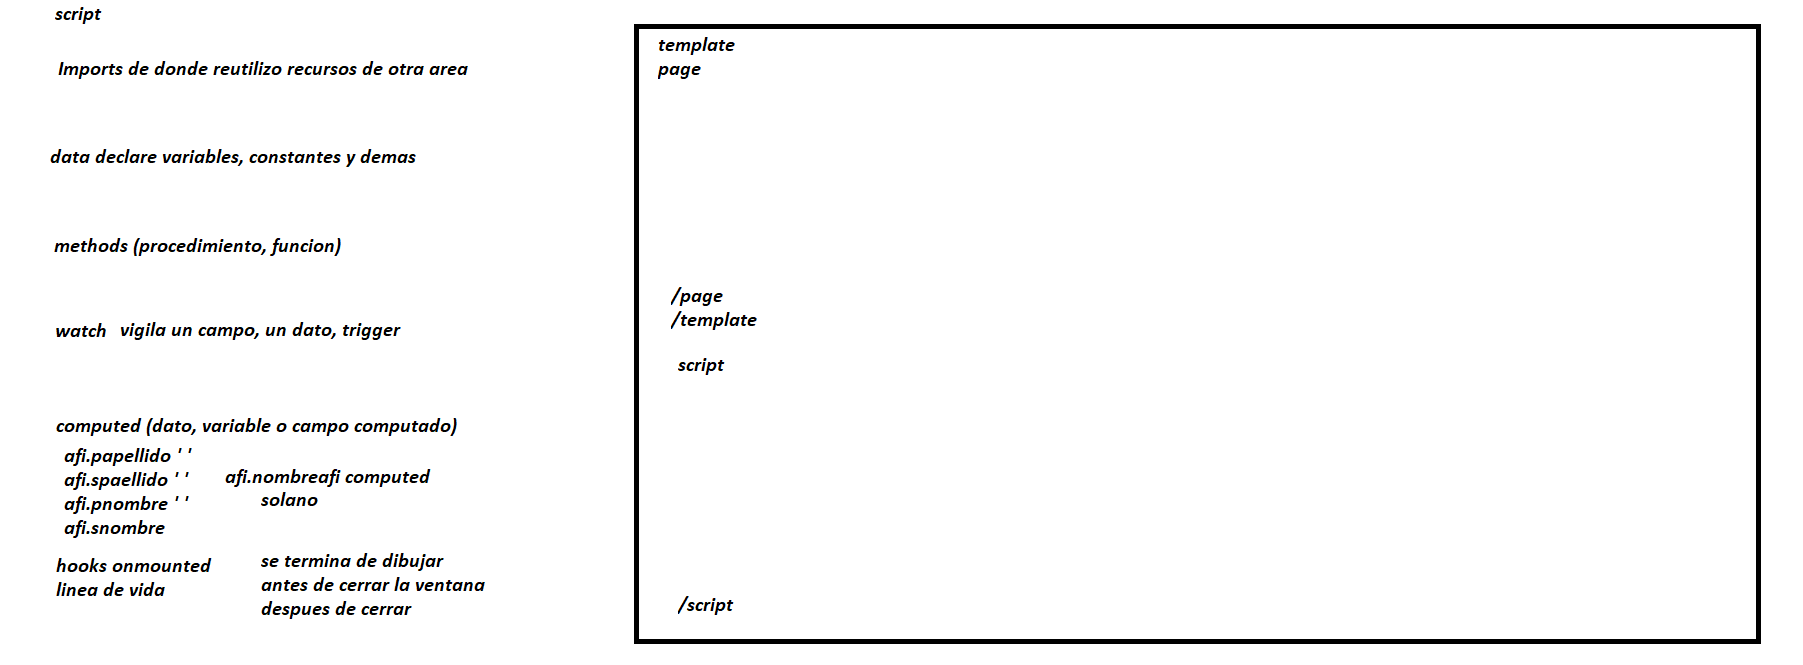 script
Imports de donde reutilizo recursos de otra area
data declare variables, constantes y demas
methods (procedimiento, funcion)
watch vigila un campo, un dato, trigger
computed (dato, variable o campo computado)
afi.papellido ' '
afi.spaellido ' '
afi.pnombre ' '
afi.snombre
afi.nombreafi computed
solano
hooks onmounted
linea de vida
se termina de dibujar
antes de cerrar la ventana
despues de cerrar
template
page
/page
/template
script
/script